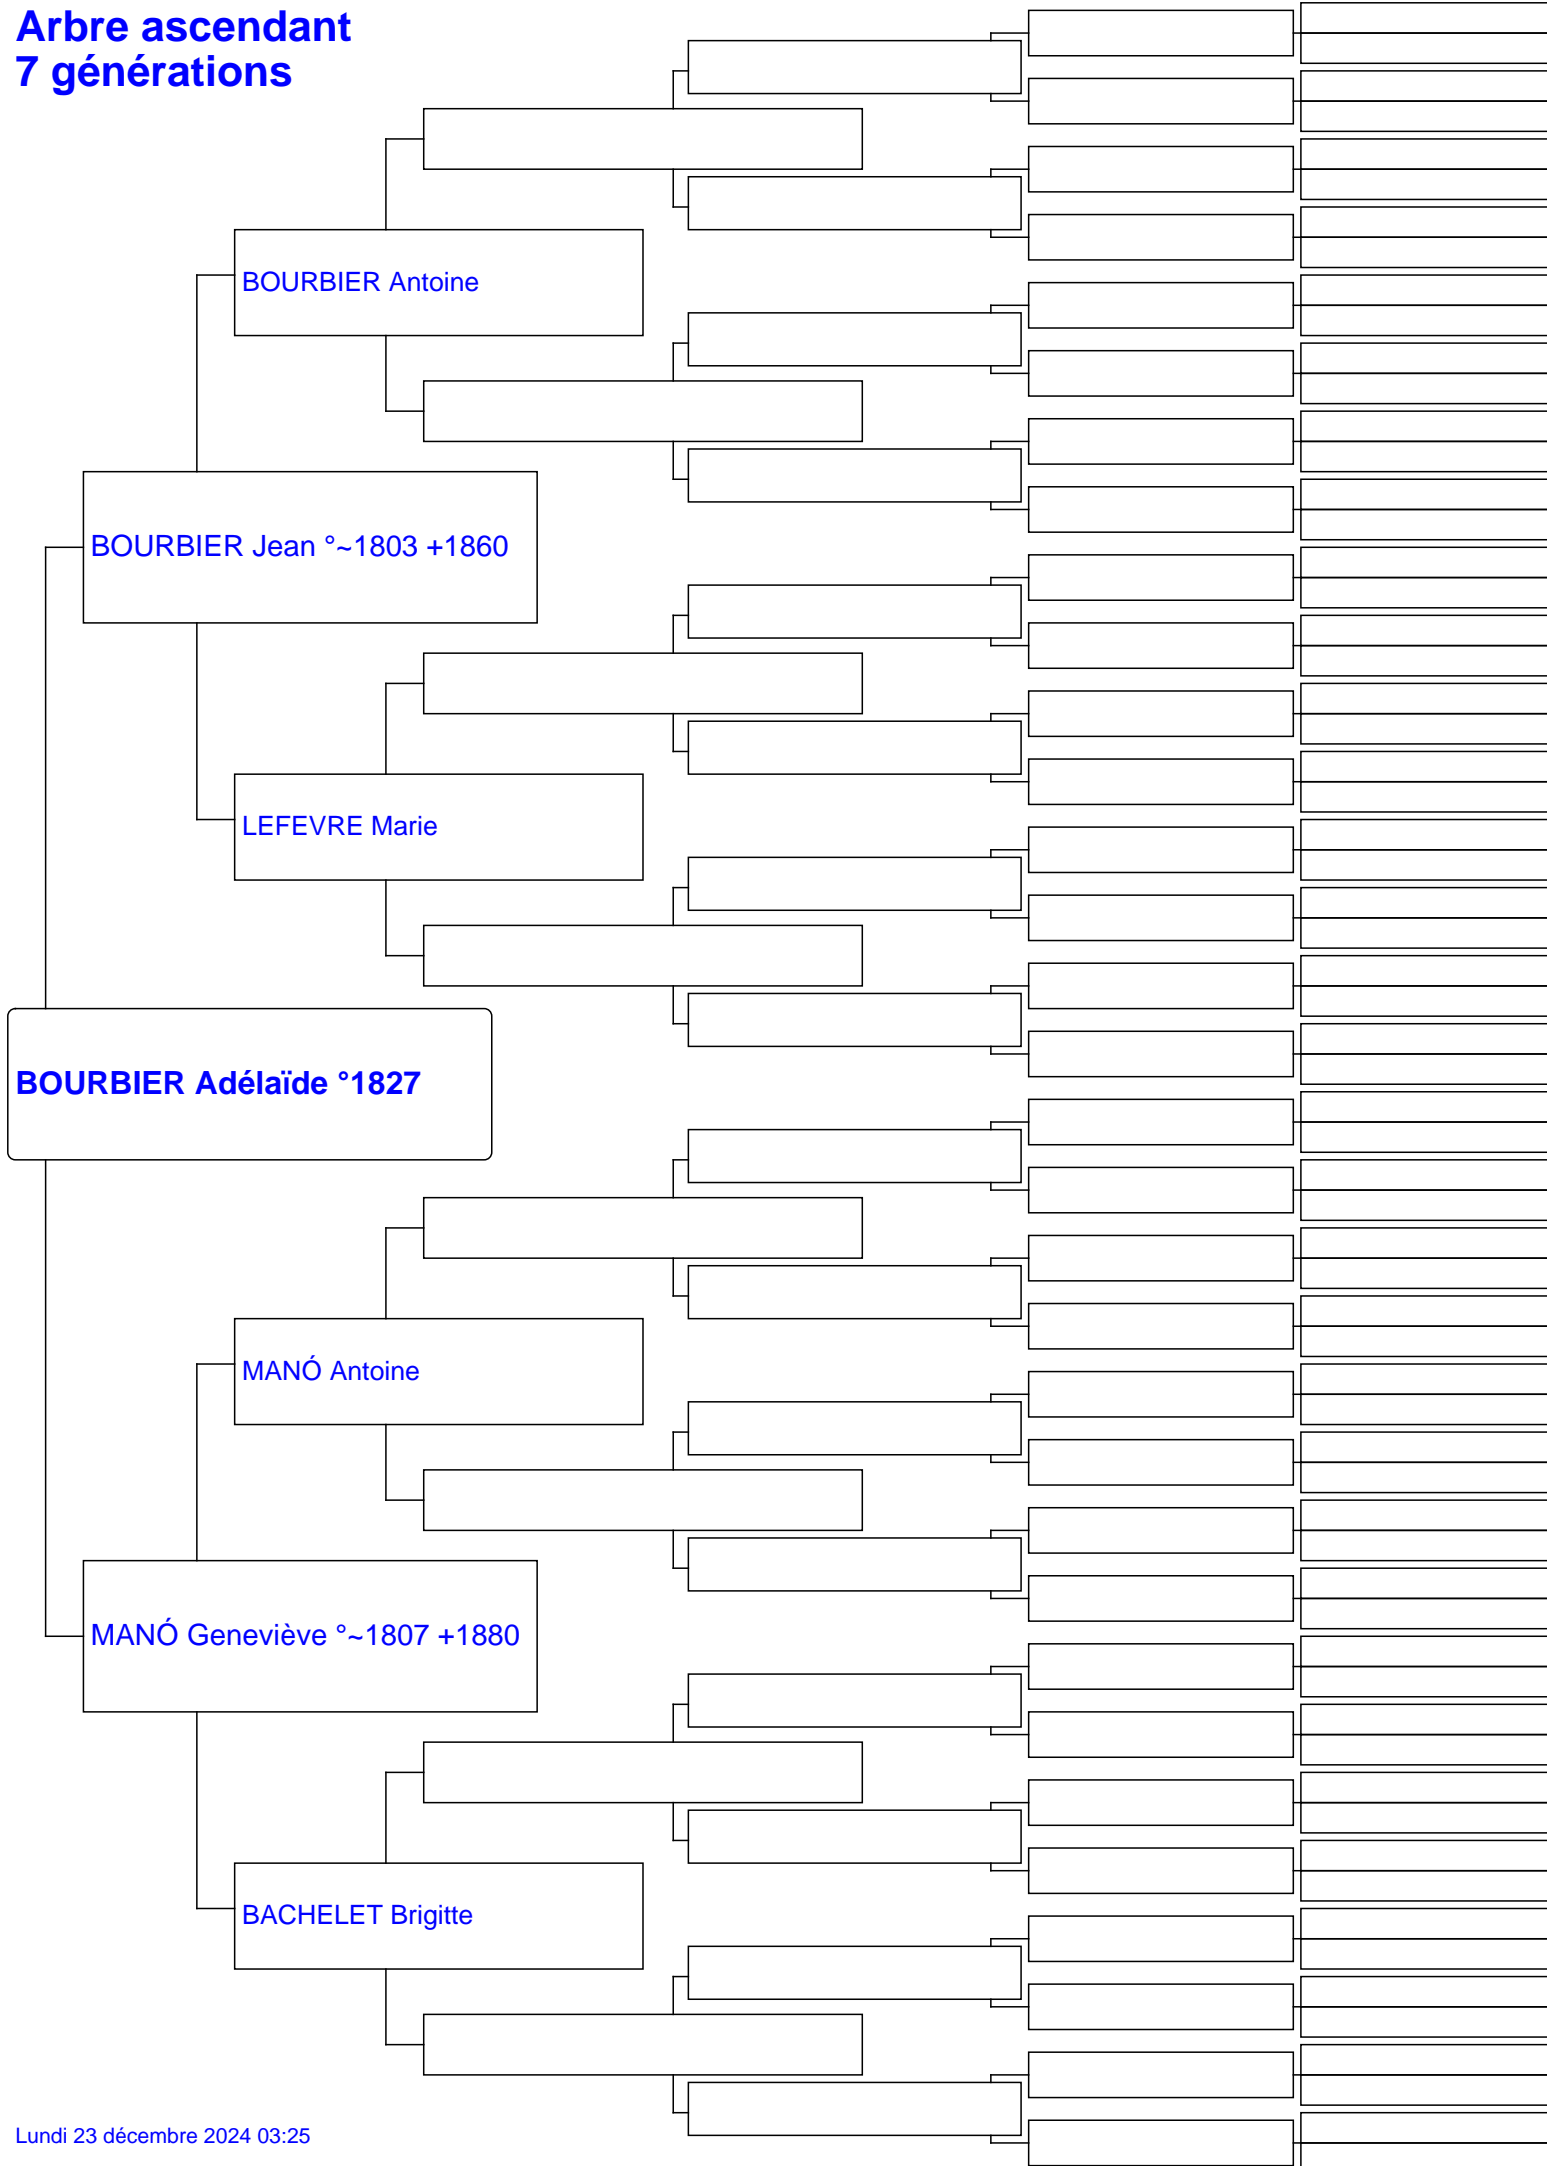 Arbre ascendant
7 générations
BOURBIER Antoine
BOURBIER Jean °~1803 +1860
LEFEVRE Marie
BOURBIER Adélaïde °1827
MANÓ Antoine
MANÓ Geneviève °~1807 +1880
BACHELET Brigitte
Lundi 23 décembre 2024 03:25